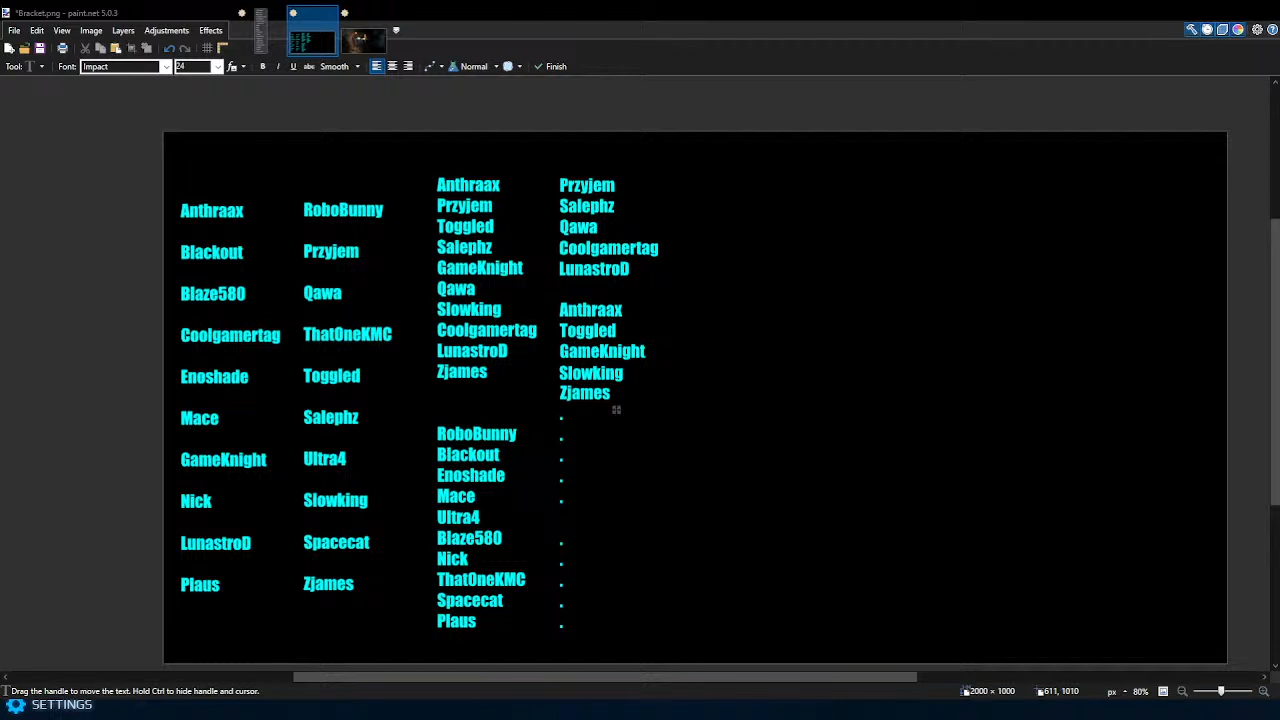 *Bracket.png - paint.net 5.0.3
File Edit View Image Layers Adjustments Effects
Tool: T Font: Impact 24 B I U abc Smooth Normal Finish
Anthraax
Blackout
Blaze580
Coolgamertag
Enoshade
Mace
GameKnight
Nick
LunastroD
Plaus
RoboBunny
Przyjem
Qawa
ThatOneKMC
Toggled
Salephz
Ultra4
Slowking
Spacecat
Zjames
Anthraax
Przyjem
Toggled
Salephz
GameKnight
Qawa
Slowking
Coolgamertag
LunastroD
Zjames
RoboBunny
Blackout
Enoshade
Mace
Ultra4
Blaze580
Nick
ThatOneKMC
Spacecat
Plaus
Przyjem
Salephz
Qawa
Coolgamertag
LunastroD
Anthraax
Toggled
GameKnight
Slowking
Zjames
.
.
.
.
.
.
.
.
.
.
Drag the handle to move the text. Hold Ctrl to hide handle and cursor.
2000 × 1000 611, 1010 px 80%
SETTINGS